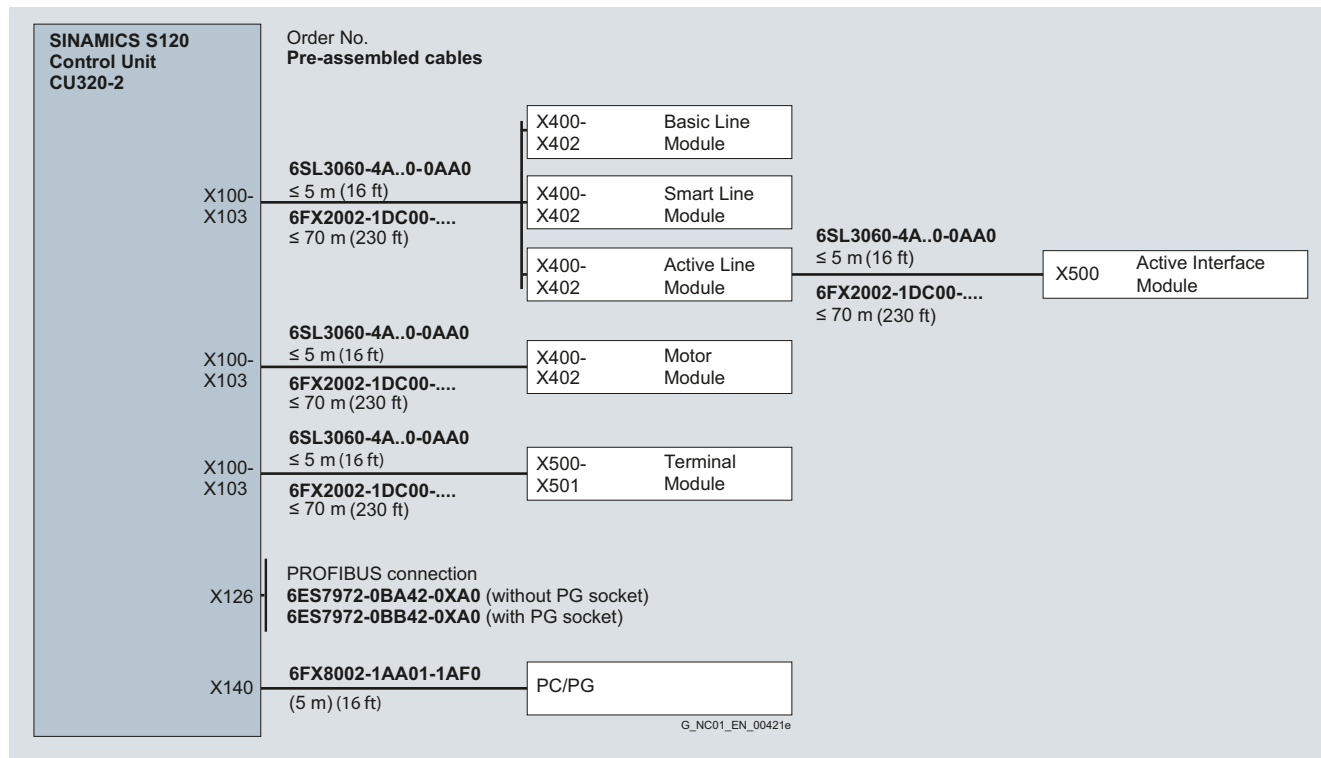 SINAMICS S120
Control Unit
CU320-2
Order No.
Pre-assembled cables
X100-
X103
6SL3060-4A..0-0AA0
≤ 5 m (16 ft)
6FX2002-1DC00-....
≤ 70 m (230 ft)
X400-
X402
Basic Line
Module
X400-
X402
Smart Line
Module
X400-
X402
Active Line
Module
6SL3060-4A..0-0AA0
≤ 5 m (16 ft)
6FX2002-1DC00-....
≤ 70 m (230 ft)
X500
Active Interface
Module
X100-
X103
6SL3060-4A..0-0AA0
≤ 5 m (16 ft)
6FX2002-1DC00-....
≤ 70 m (230 ft)
X400-
X402
Motor
Module
X100-
X103
6SL3060-4A..0-0AA0
≤ 5 m (16 ft)
6FX2002-1DC00-....
≤ 70 m (230 ft)
X500-
X501
Terminal
Module
X126
PROFIBUS connection
6ES7972-0BA42-0XA0 (without PG socket)
6ES7972-0BB42-0XA0 (with PG socket)
X140
6FX8002-1AA01-1AF0
(5 m) (16 ft)
PC/PG
G_NC01_EN_00421e